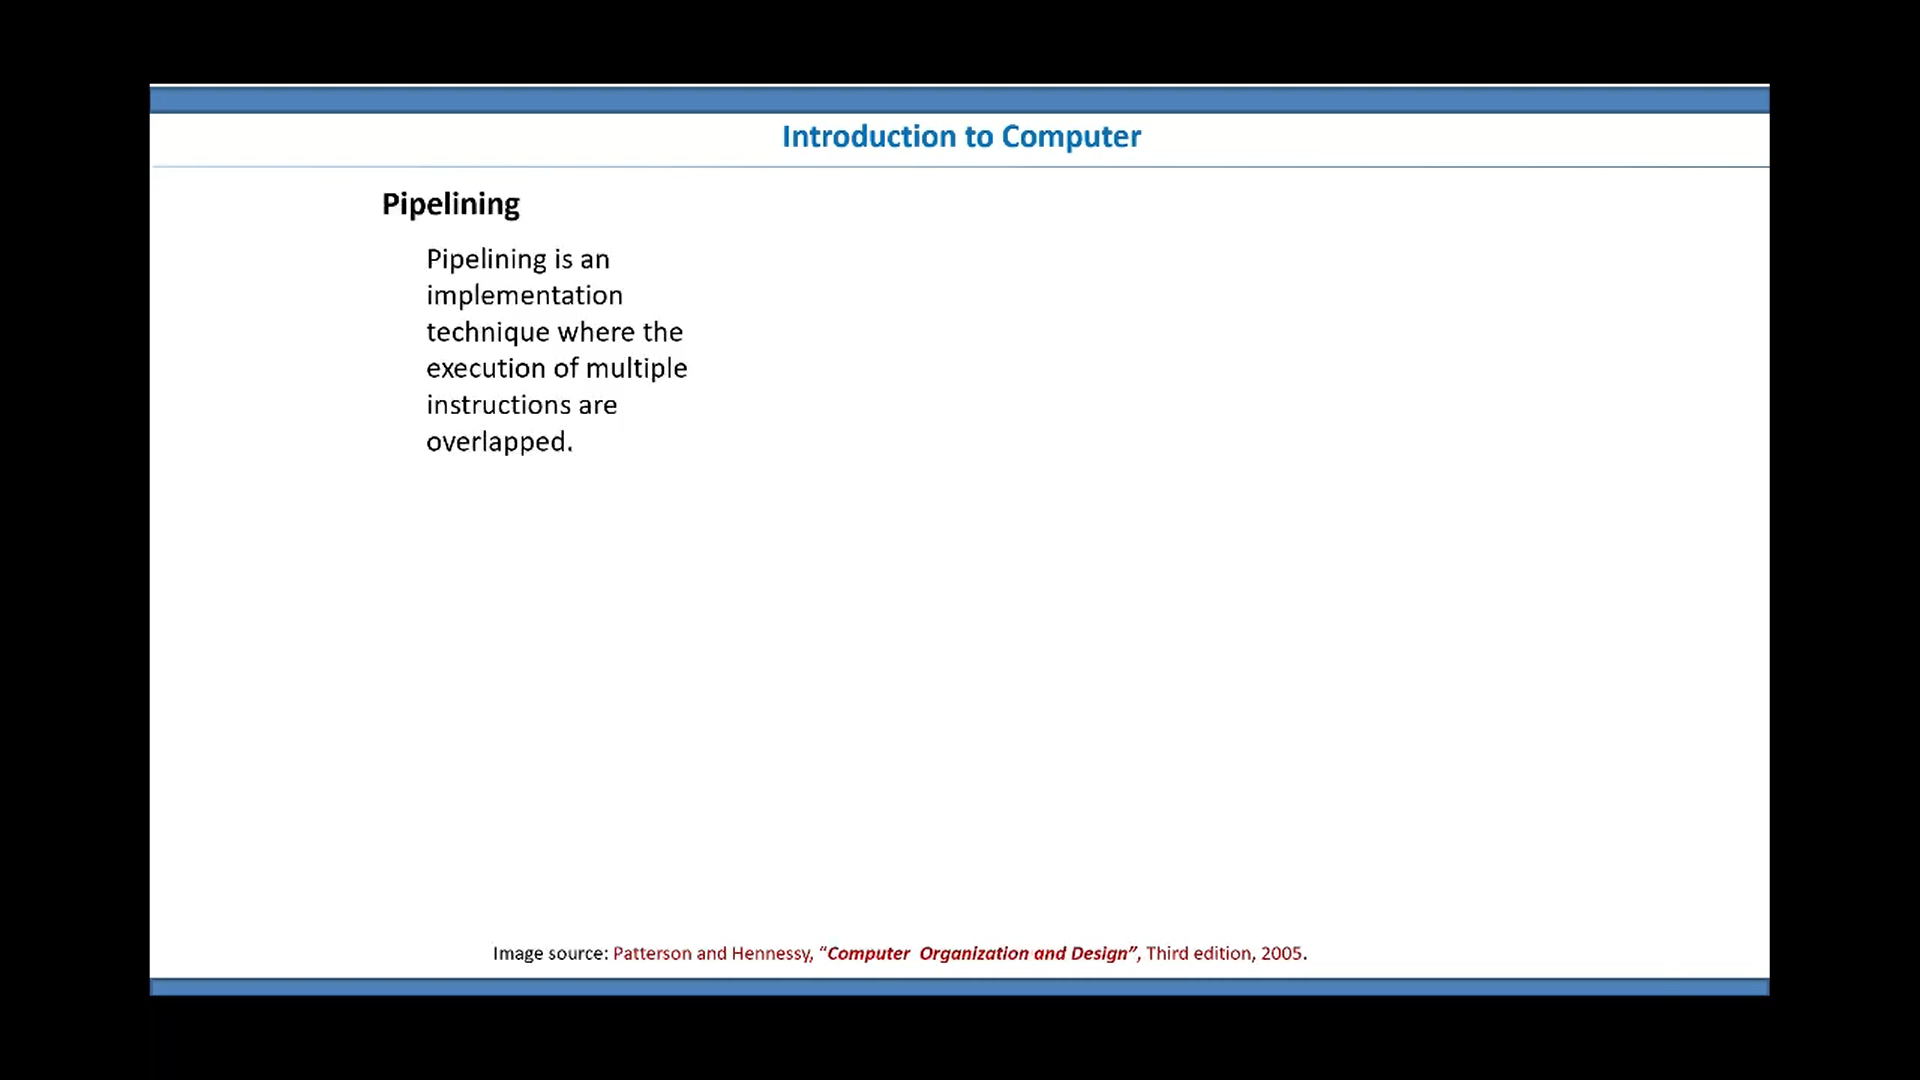 Introduction to Computer
Pipelining
Pipelining is an
implementation
technique where the
execution of multiple
instructions are
overlapped.
Image source: Patterson and Hennessy, “Computer Organization and Design”, Third edition, 2005.